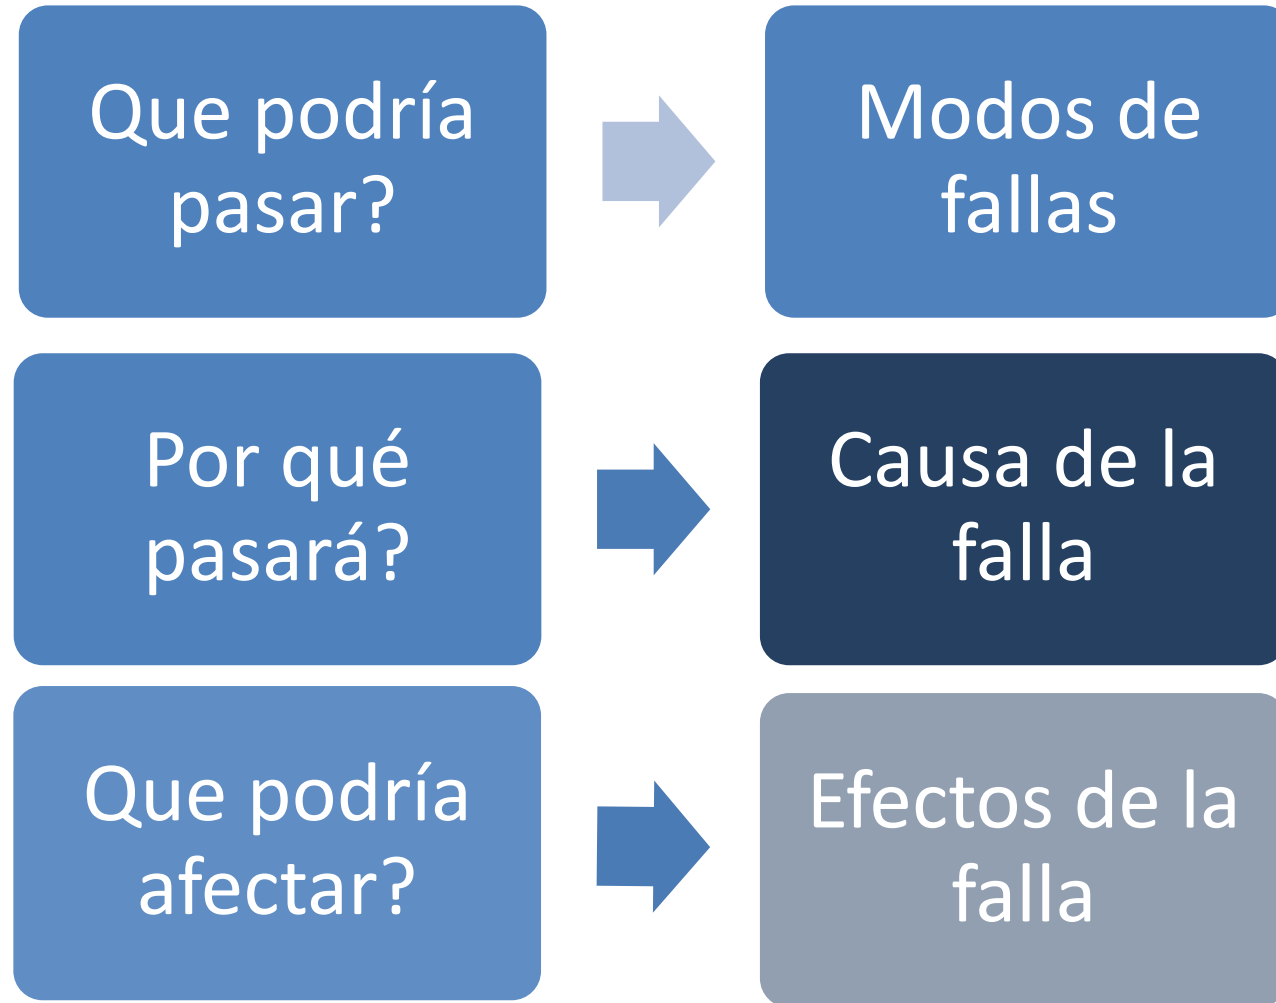 Que podría
pasar?
Modos de
fallas
Por qué
pasará?
Causa de la
falla
Que podría
afectar?
Efectos de la
falla